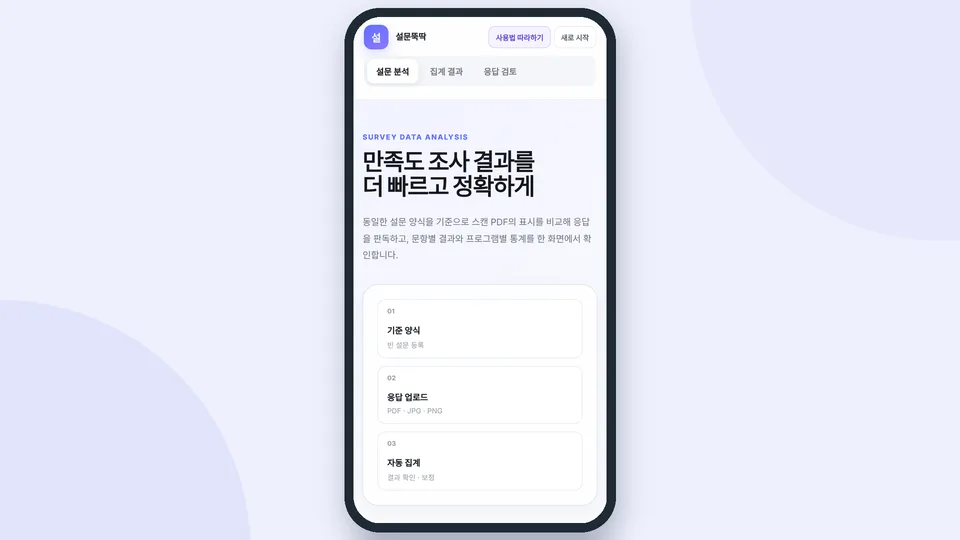 설
설문뚝딱
사용법 따라하기
새로 시작
설문 분석
집계 결과
응답 검토
SURVEY DATA ANALYSIS
만족도 조사 결과를
더 빠르고 정확하게
동일한 설문 양식을 기준으로 스캔 PDF의 표시를 비교해 응답
을 판독하고, 문항별 결과와 프로그램별 통계를 한 화면에서 확
인합니다.
01
기준 양식
빈 설문 등록
02
응답 업로드
PDF · JPG · PNG
03
자동 집계
결과 확인 · 보정